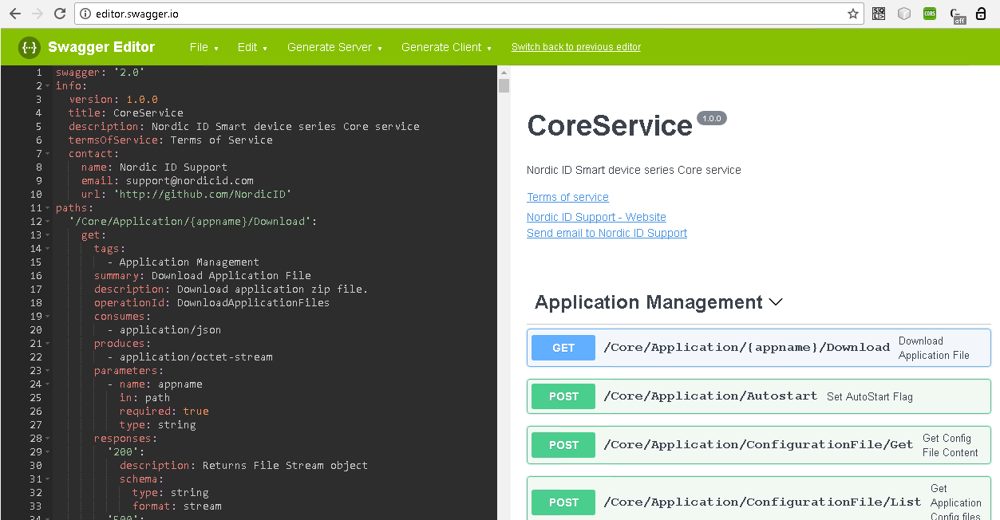 editor.swagger.io
CORS
off
{··}
Swagger Editor
File
Edit
Generate Server
Generate Client
Switch back to previous editor
1 swagger: '2.0'
2 info:
3 version: 1.0.0
4 title: CoreService
5 description: Nordic ID Smart device series Core service
6 termsOfService: Terms of Service
7 contact:
8 name: Nordic ID Support
9 email: support@nordicid.com
10 url: 'http://github.com/NordicID'
11 paths:
12 '/Core/Application/{appname}/Download':
13 get:
14 tags:
15 - Application Management
16 summary: Download Application File
17 description: Download application zip file.
18 operationId: DownloadApplicationFiles
19 consumes:
20 - application/json
21 produces:
22 - application/octet-stream
23 parameters:
24 - name: appname
25 in: path
26 required: true
27 type: string
28 responses:
29 '200':
30 description: Returns File Stream object
31 schema:
32 type: string
33 format: stream
34 '500':
CoreService 1.0.0
Nordic ID Smart device series Core service
Terms of service
Nordic ID Support - Website
Send email to Nordic ID Support
Application Management
GET /Core/Application/{appname}/Download Download
Application File
POST /Core/Application/Autostart Set AutoStart Flag
POST /Core/Application/ConfigurationFile/Get Get Config
File Content
POST /Core/Application/ConfigurationFile/List Get
Application
Config files